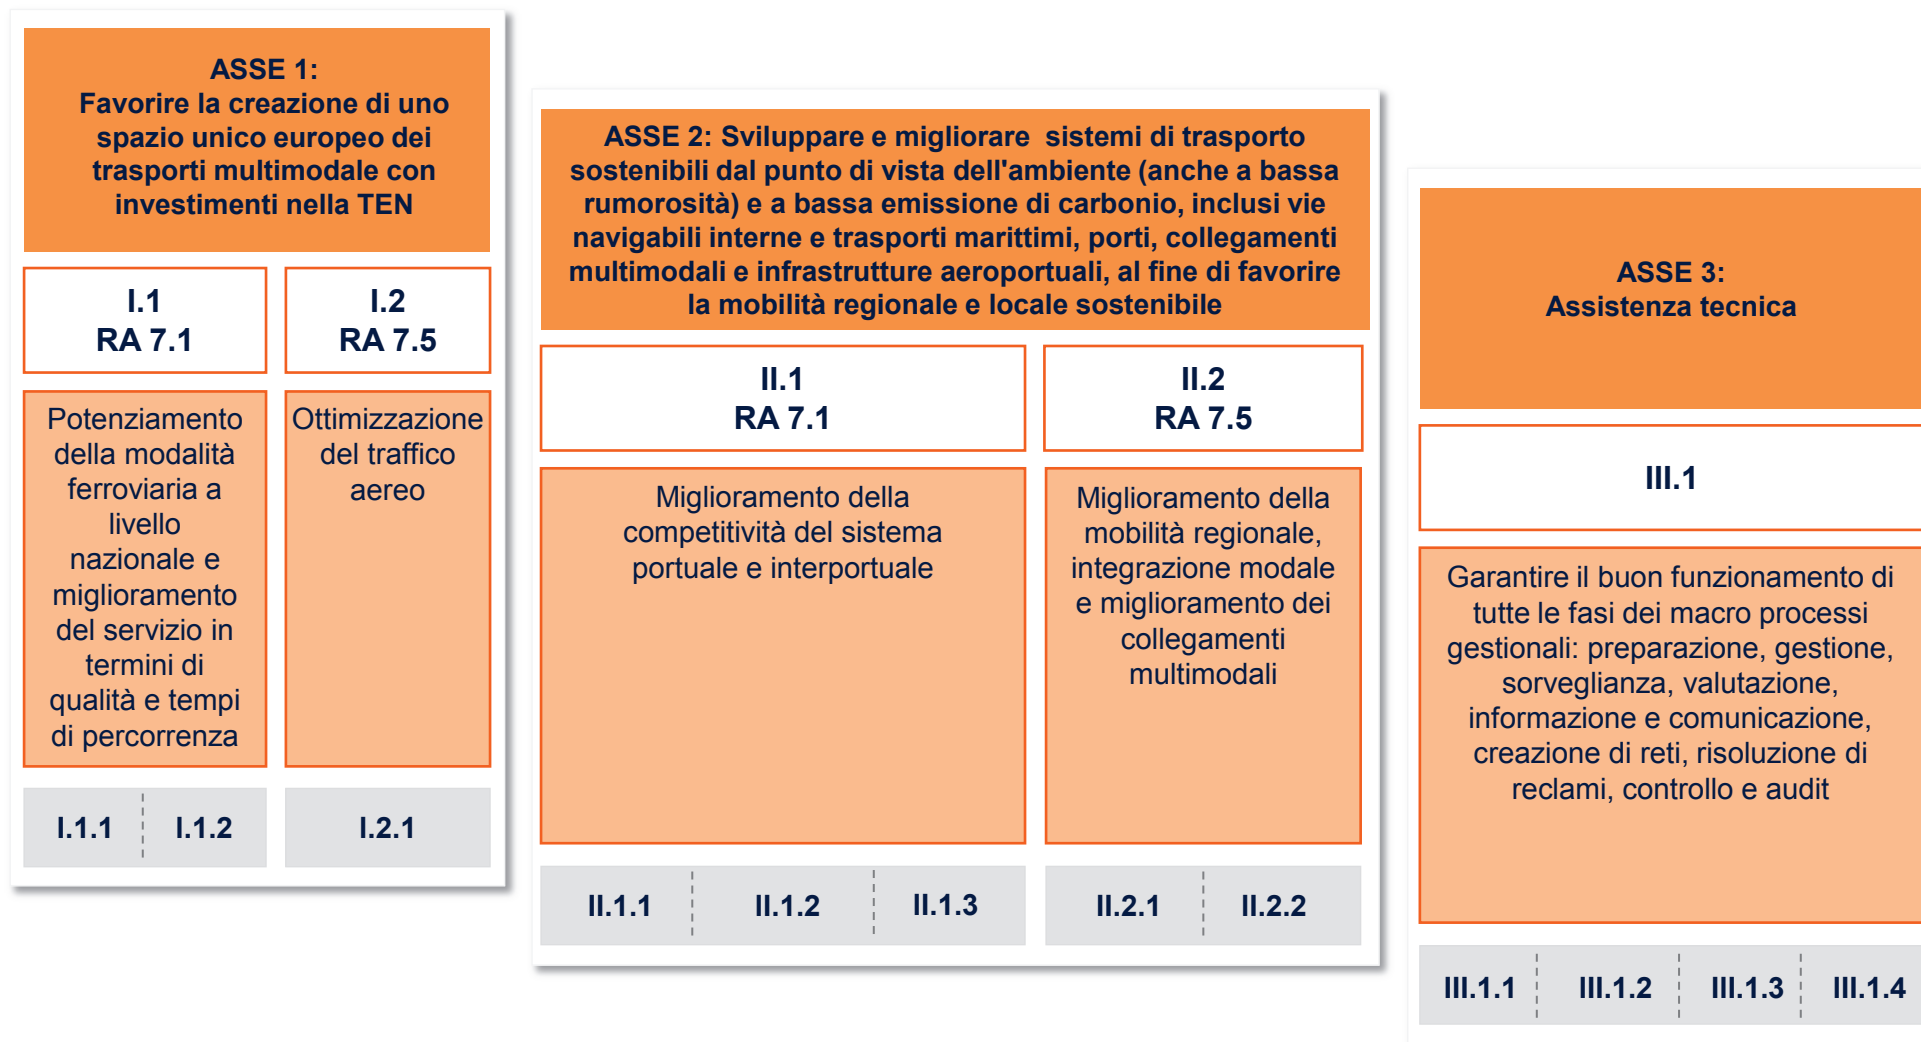 ASSE 1:
Favorire la creazione di uno
spazio unico europeo dei
trasporti multimodale con
investimenti nella TEN
I.1
RA 7.1
I.2
RA 7.5
Potenziamento
della modalità
ferroviaria a
livello
nazionale e
miglioramento
del servizio in
termini di
qualità e tempi
di percorrenza
Ottimizzazione
del traffico
aereo
I.1.1
I.1.2
I.2.1
ASSE 2: Sviluppare e migliorare sistemi di trasporto
sostenibili dal punto di vista dell'ambiente (anche a bassa
rumorosità) e a bassa emissione di carbonio, inclusi vie
navigabili interne e trasporti marittimi, porti, collegamenti
multimodali e infrastrutture aeroportuali, al fine di favorire
la mobilità regionale e locale sostenibile
II.1
RA 7.1
II.2
RA 7.5
Miglioramento della
competitività del sistema
portuale e interportuale
Miglioramento della
mobilità regionale,
integrazione modale
e miglioramento dei
collegamenti
multimodali
II.1.1
II.1.2
II.1.3
II.2.1
II.2.2
ASSE 3:
Assistenza tecnica
III.1
Garantire il buon funzionamento di
tutte le fasi dei macro processi
gestionali: preparazione, gestione,
sorveglianza, valutazione,
informazione e comunicazione,
creazione di reti, risoluzione di
reclami, controllo e audit
III.1.1
III.1.2
III.1.3
III.1.4